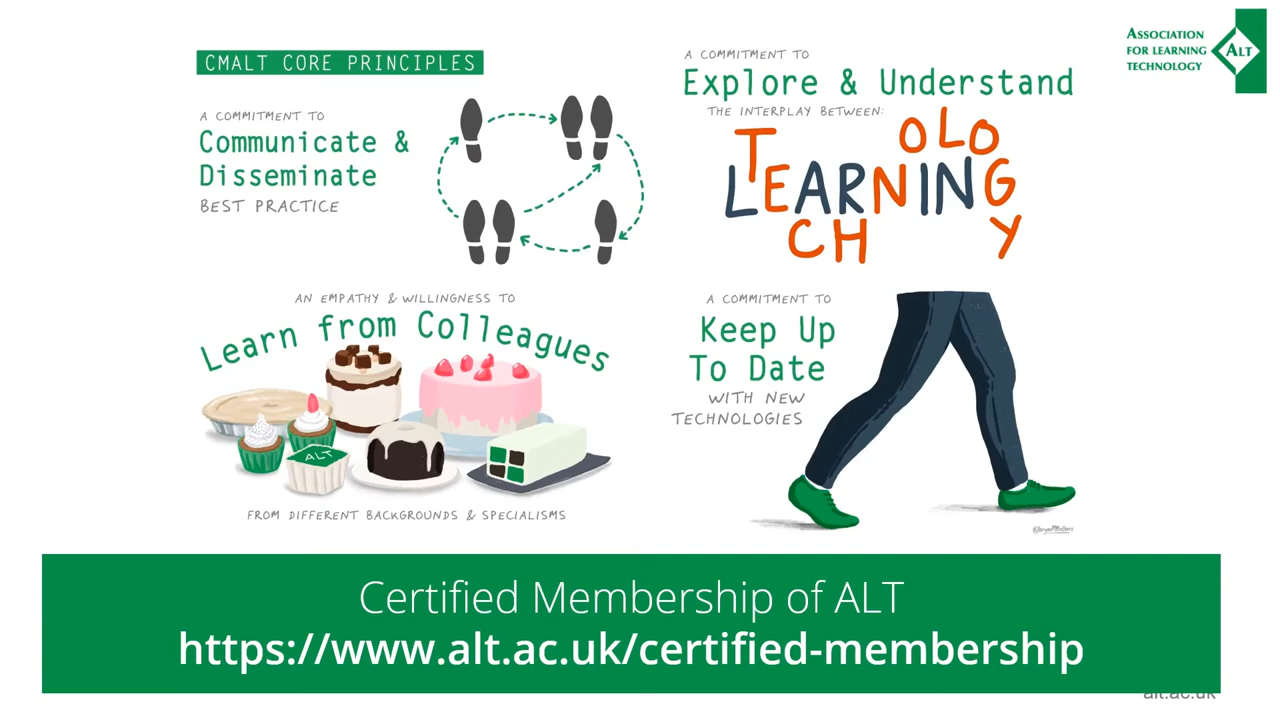 ASSOCIATION
FOR LEARNING
TECHNOLOGY
ALT
CMALT CORE PRINCIPLES
A COMMITMENT TO
Communicate &
Disseminate
BEST PRACTICE
A COMMITMENT TO
Explore & Understand
THE INTERPLAY BETWEEN:
LEARNING
TECHNOLOGY
AN EMPATHY & WILLINGNESS TO
Learn from Colleagues
ALT
FROM DIFFERENT BACKGROUNDS & SPECIALISMS
A COMMITMENT TO
Keep Up
To Date
WITH NEW
TECHNOLOGIES
Certified Membership of ALT
https://www.alt.ac.uk/certified-membership
alt.ac.uk